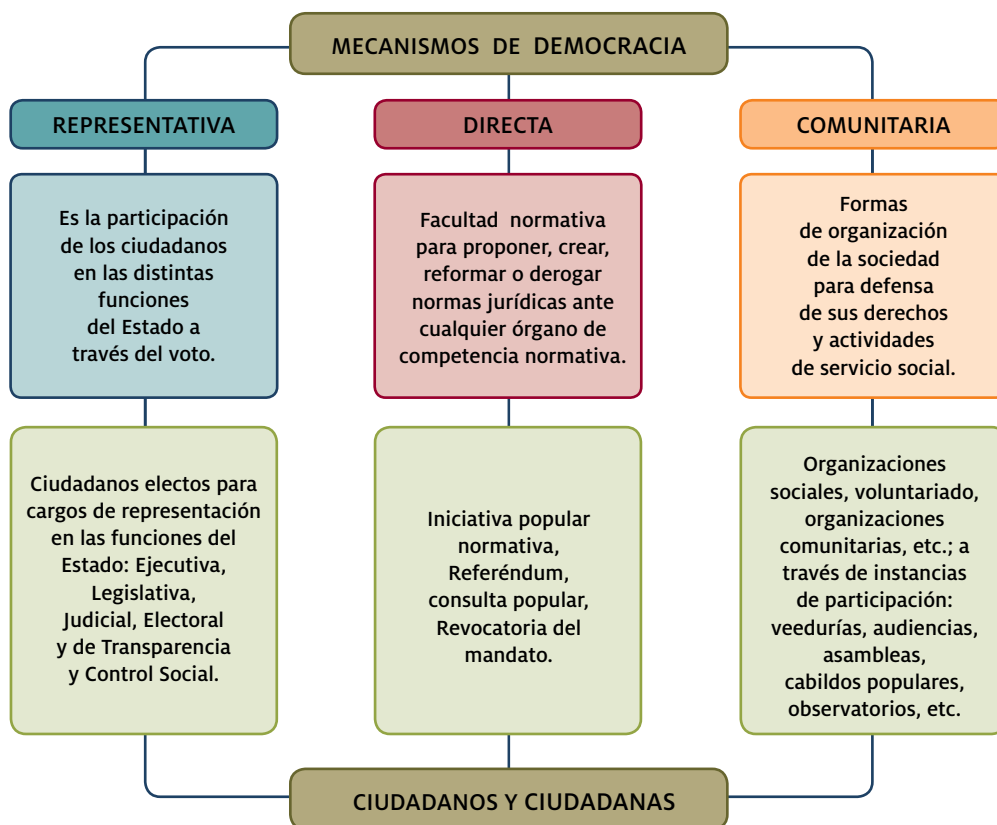 MECANISMOS DE DEMOCRACIA
REPRESENTATIVA
Es la participación
de los ciudadanos
en las distintas
funciones
del Estado a
través del voto.
Ciudadanos electos para
cargos de representación
en las funciones del
Estado: Ejecutiva,
Legislativa,
Judicial, Electoral
y de Transparencia
y Control Social.
DIRECTA
Facultad normativa
para proponer, crear,
reformar o derogar
normas jurídicas ante
cualquier órgano de
competencia normativa.
Iniciativa popular
normativa,
Referéndum,
consulta popular,
Revocatoria del
mandato.
COMUNITARIA
Formas
de organización
de la sociedad
para defensa
de sus derechos
y actividades
de servicio social.
Organizaciones
sociales, voluntariado,
organizaciones
comunitarias, etc.; a
través de instancias
de participación:
veedurías, audiencias,
asambleas,
cabildos populares,
observatorios, etc.
CIUDADANOS Y CIUDADANAS